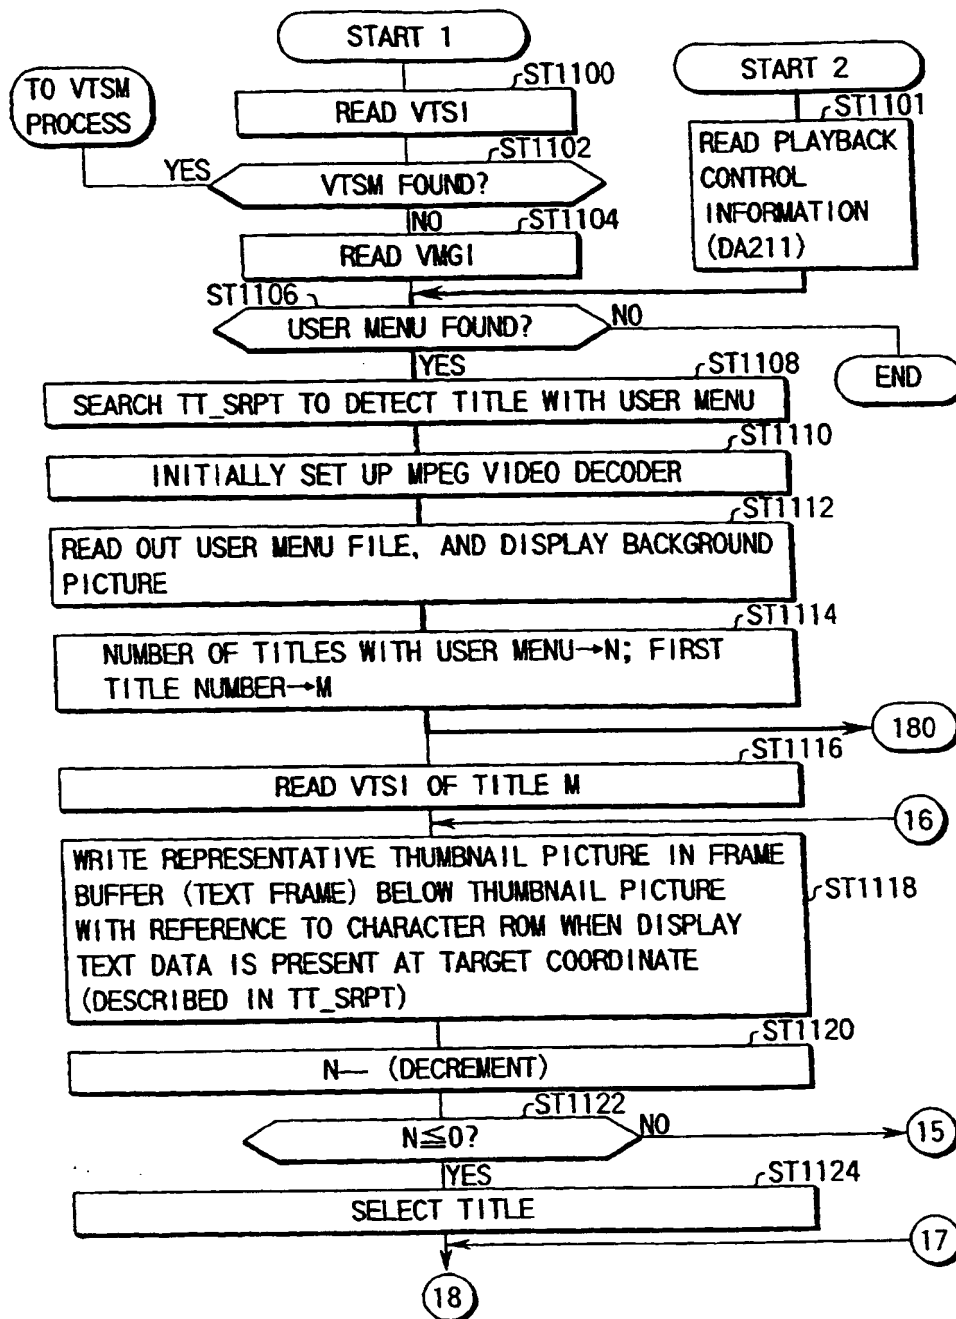 START 1
ST1100
READ VTSI
TO VTSM
PROCESS
START 2
ST1101
READ PLAYBACK
CONTROL
INFORMATION
(DA211)
ST1102
YES
VTSM FOUND?
NO
ST1104
READ VMGI
ST1106
USER MENU FOUND?
NO
END
YES
ST1108
SEARCH TT_SRPT TO DETECT TITLE WITH USER MENU
ST1110
INITIALLY SET UP MPEG VIDEO DECODER
ST1112
READ OUT USER MENU FILE, AND DISPLAY BACKGROUND
PICTURE
ST1114
NUMBER OF TITLES WITH USER MENU→N; FIRST
TITLE NUMBER→M
180
ST1116
READ VTSI OF TITLE M
16
WRITE REPRESENTATIVE THUMBNAIL PICTURE IN FRAME
BUFFER (TEXT FRAME) BELOW THUMBNAIL PICTURE
WITH REFERENCE TO CHARACTER ROM WHEN DISPLAY
TEXT DATA IS PRESENT AT TARGET COORDINATE
(DESCRIBED IN TT_SRPT)
ST1118
ST1120
N— (DECREMENT)
ST1122
N≦0?
NO
15
YES
ST1124
SELECT TITLE
17
18